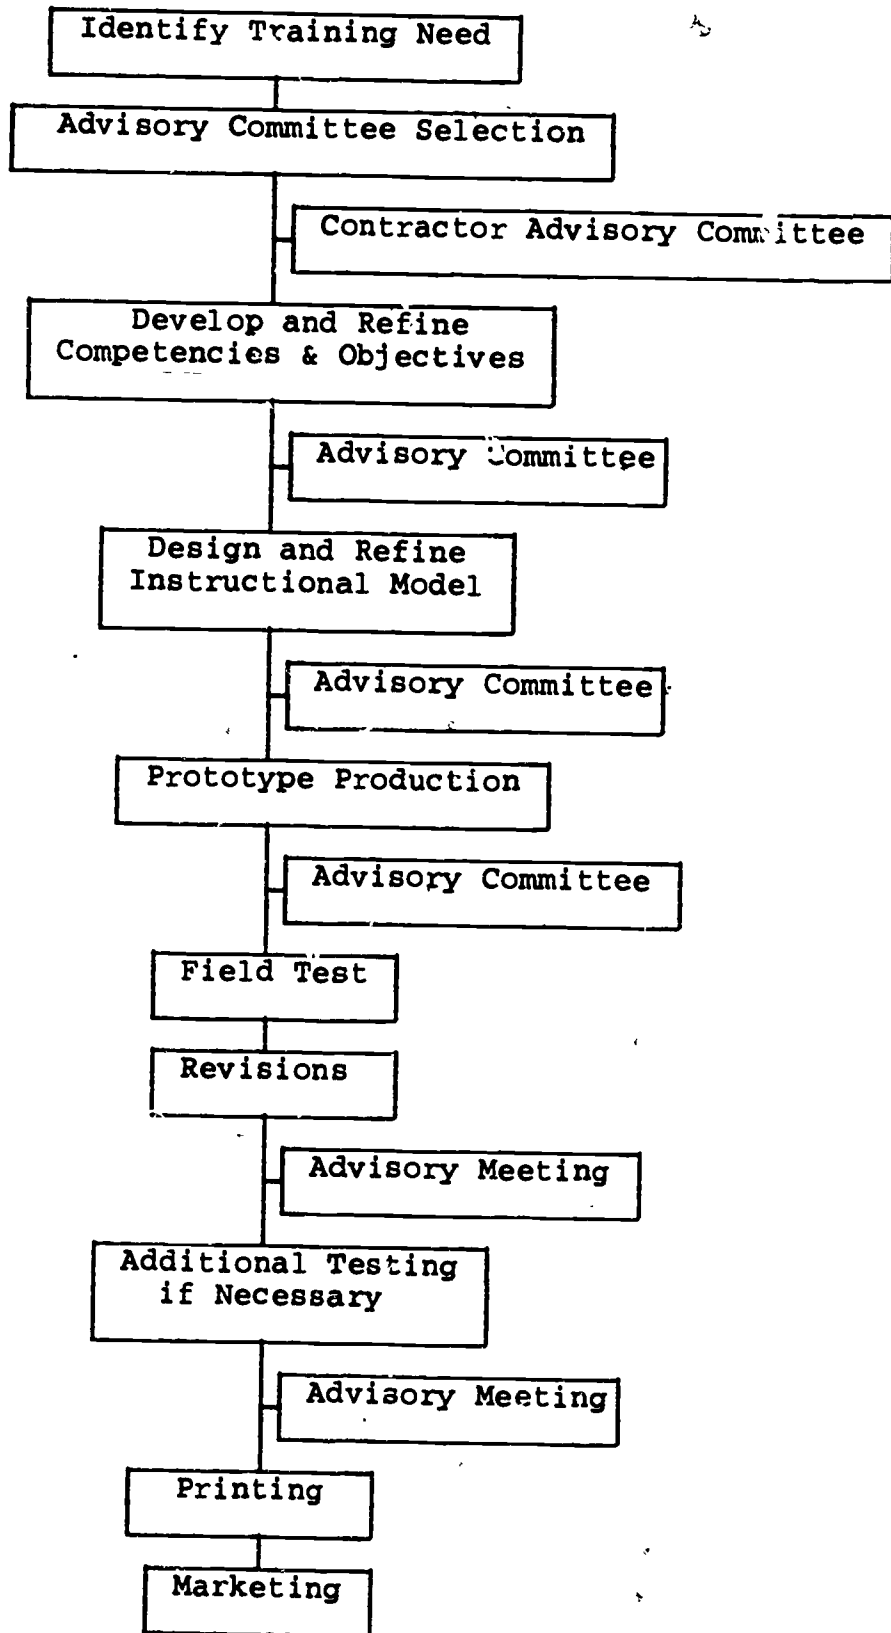 Identify Training Need
Advisory Committee Selection
Contractor Advisory Committee
Develop and Refine
Competencies & Objectives
Advisory Committee
Design and Refine
Instructional Model
Advisory Committee
Prototype Production
Advisory Committee
Field Test
Revisions
Advisory Meeting
Additional Testing
if Necessary
Advisory Meeting
Printing
Marketing